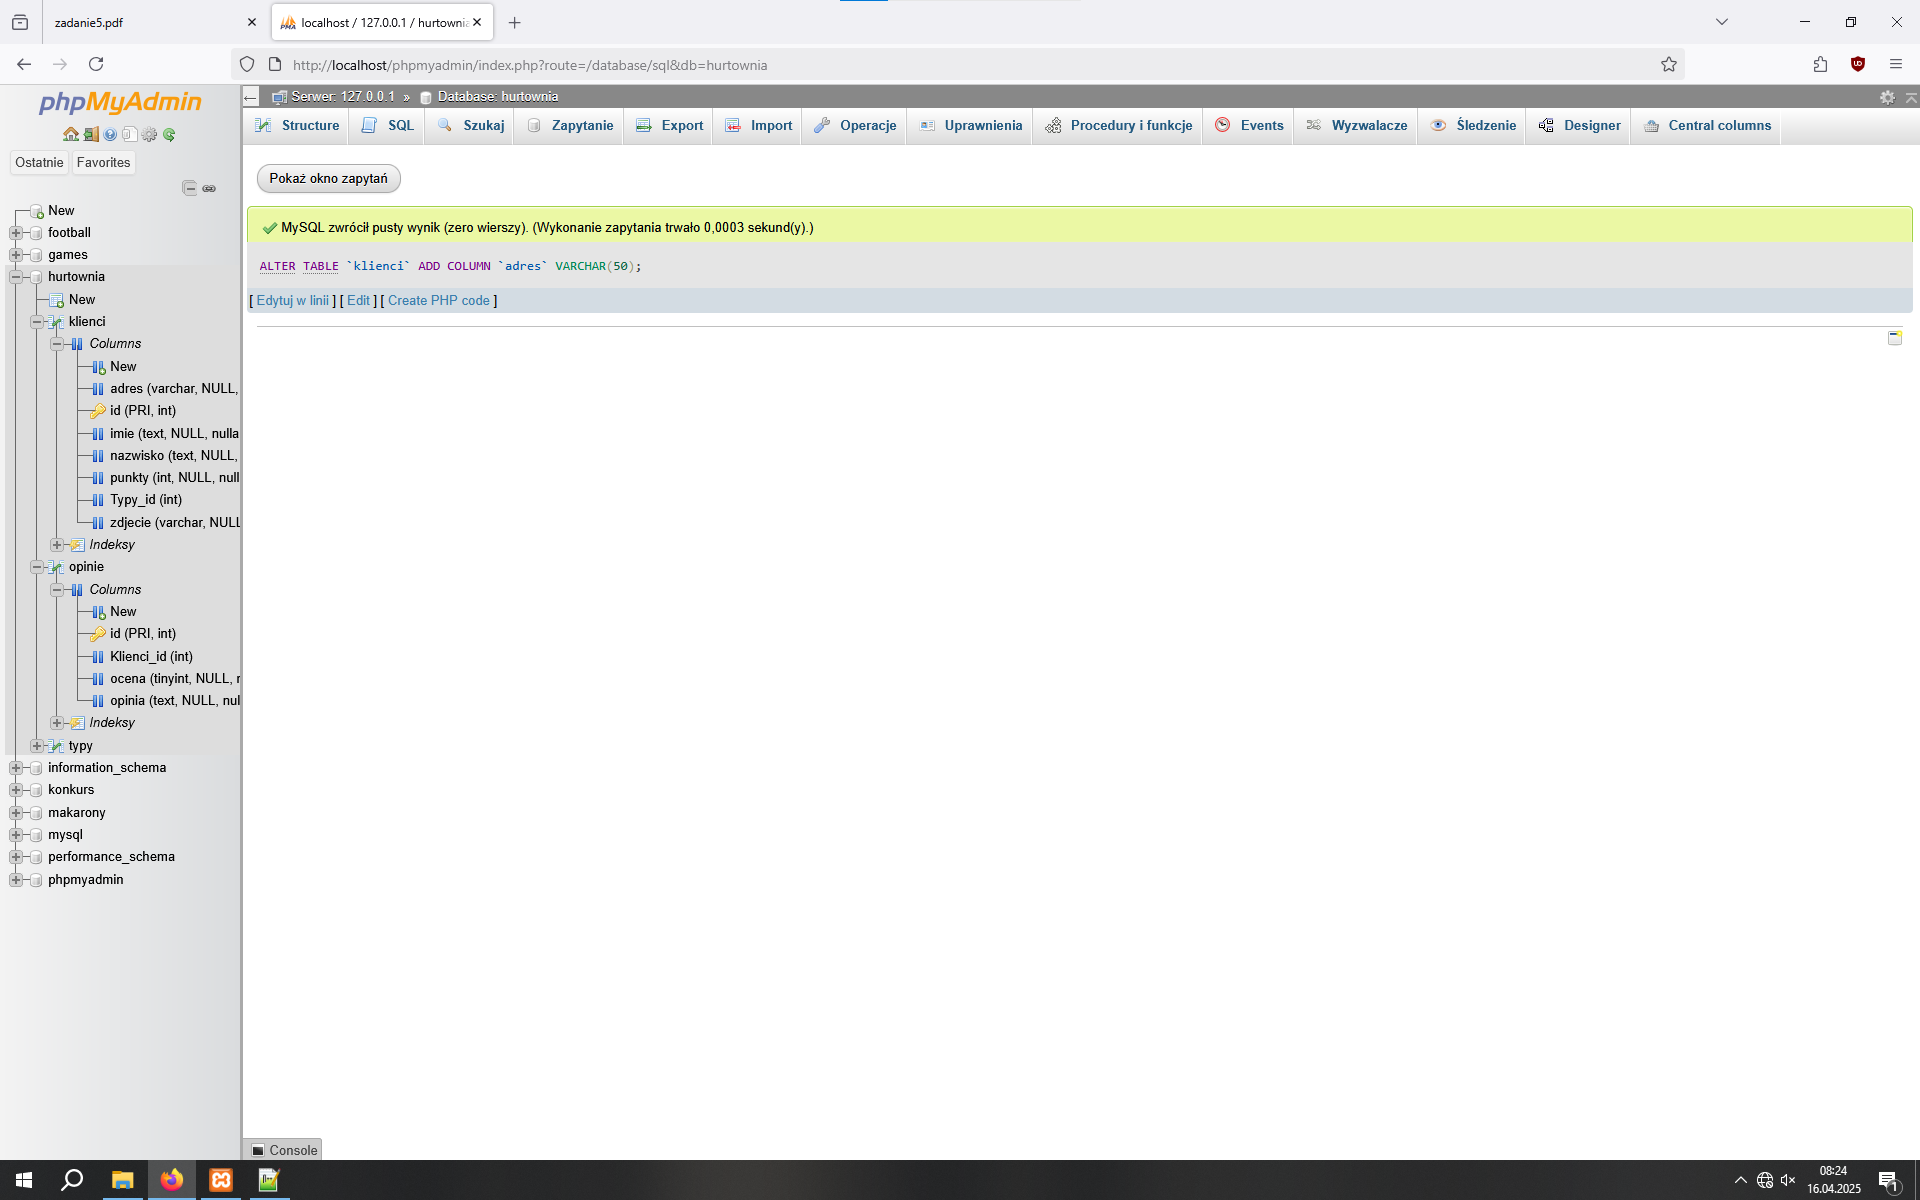 zadanie5.pdf
localhost / 127.0.0.1 / hurtownia
http://localhost/phpmyadmin/index.php?route=/database/sql&db=hurtownia
phpMyAdmin
Ostatnie Favorites
New
football
games
hurtownia
New
klienci
Columns
New
adres (varchar, NULL,
id (PRI, int)
imie (text, NULL, nulla
nazwisko (text, NULL,
punkty (int, NULL, null
Typy_id (int)
zdjecie (varchar, NULL
Indeksy
opinie
Columns
New
id (PRI, int)
Klienci_id (int)
ocena (tinyint, NULL, r
opinia (text, NULL, nul
Indeksy
typy
information_schema
konkurs
makarony
mysql
performance_schema
phpmyadmin
Serwer: 127.0.0.1 » Database: hurtownia
Structure SQL Szukaj Zapytanie Export Import Operacje Uprawnienia Procedury i funkcje Events Wyzwalacze Śledzenie Designer Central columns
Pokaż okno zapytań
MySQL zwrócił pusty wynik (zero wierszy). (Wykonanie zapytania trwało 0,0003 sekund(y).)
ALTER TABLE `klienci` ADD COLUMN `adres` VARCHAR(50);
[ Edytuj w linii ] [ Edit ] [ Create PHP code ]
Console
08:24
16.04.2025
1